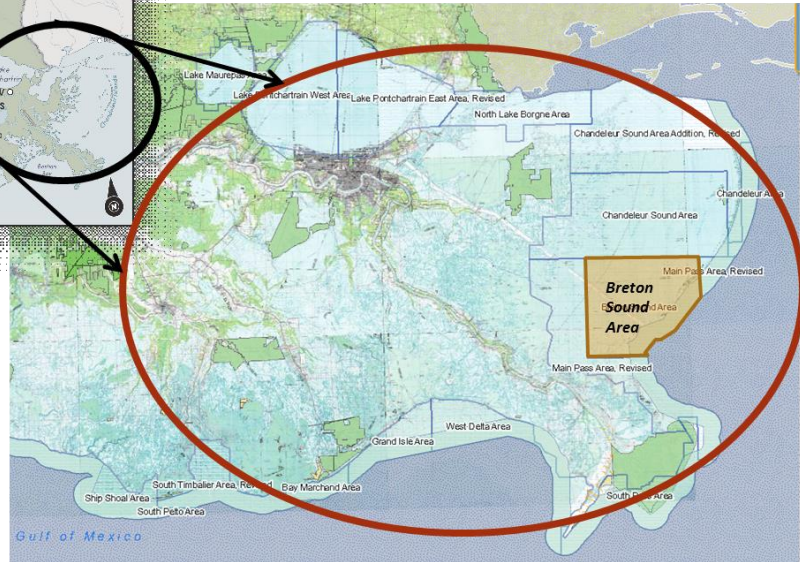 Lake Maurepas
Lake Pontchartrain West Area
Lake Pontchartrain East Area, Revised
North Lake Borgne Area
Chandeleur Sound Area Addition, Revised
Chandeleur Area
Chandeleur Sound Area
Main Pass Area, Revised
Breton
Sound
Area
Main Pass Area, Revised
West Delta Area
Grand Isle Area
South Timbalier Area, Revised
Bay Marchand Area
Ship Shoal Area
South Pelto Area
South Pass Area
Gulf of Mexico
N